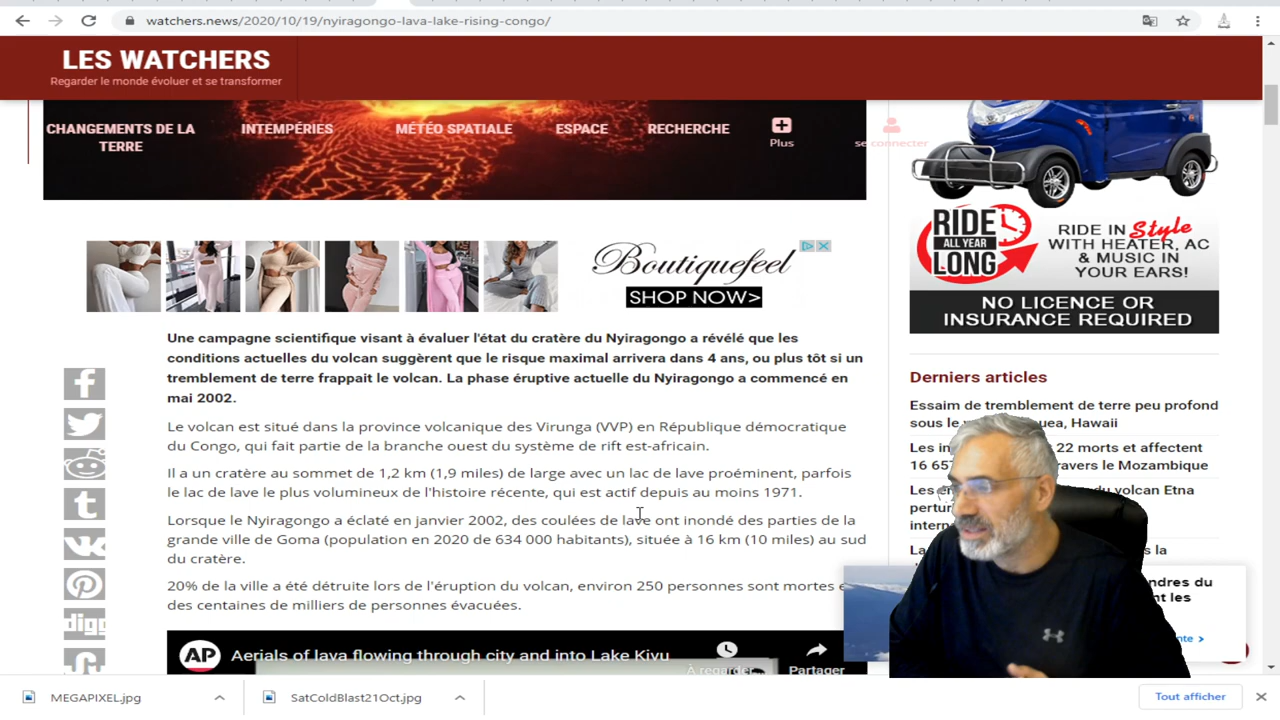 watchers.news/2020/10/19/nyiragongo-lava-lake-rising-congo/
LES WATCHERS
Regarder le monde évoluer et se transformer
CHANGEMENTS DE LA
TERRE
INTEMPÉRIES
MÉTÉO SPATIALE
ESPACE
RECHERCHE
Plus
se connecter
Boutiquefeel
SHOP NOW>
RIDE
ALL YEAR
LONG
RIDE IN Style
WITH HEATER, AC
& MUSIC IN
YOUR EARS!
NO LICENCE OR
INSURANCE REQUIRED
Une campagne scientifique visant à évaluer l'état du cratère du Nyiragongo a révélé que les
conditions actuelles du volcan suggèrent que le risque maximal arrivera dans 4 ans, ou plus tôt si un
tremblement de terre frappait le volcan. La phase éruptive actuelle du Nyiragongo a commencé en
mai 2002.
Le volcan est situé dans la province volcanique des Virunga (VVP) en République démocratique
du Congo, qui fait partie de la branche ouest du système de rift est-africain.
Il a un cratère au sommet de 1,2 km (1,9 miles) de large avec un lac de lave proéminent, parfois
le lac de lave le plus volumineux de l'histoire récente, qui est actif depuis au moins 1971.
Lorsque le Nyiragongo a éclaté en janvier 2002, des coulées de lave ont inondé des parties de la
grande ville de Goma (population en 2020 de 634 000 habitants), située à 16 km (10 miles) au sud
du cratère.
20% de la ville a été détruite lors de l'éruption du volcan, environ 250 personnes sont mortes
des centaines de milliers de personnes évacuées.
AP
Aerials of lava flowing through city and into Lake Kivu
À regarder
Partager
digg
Derniers articles
Essaim de tremblement de terre peu profond
sous le
Hawaii
Les
22 morts et affectent
16
le Mozambique
Les
du volcan Etna
la
du
les
MEGAPIXEL.jpg
SatColdBlast21Oct.jpg
Tout afficher